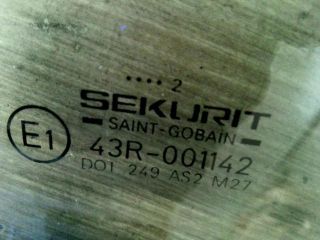 •••• 2
SEKURIT
SAINT-GOBAIN
E1
43R-001142
DOT 249 AS2 M27